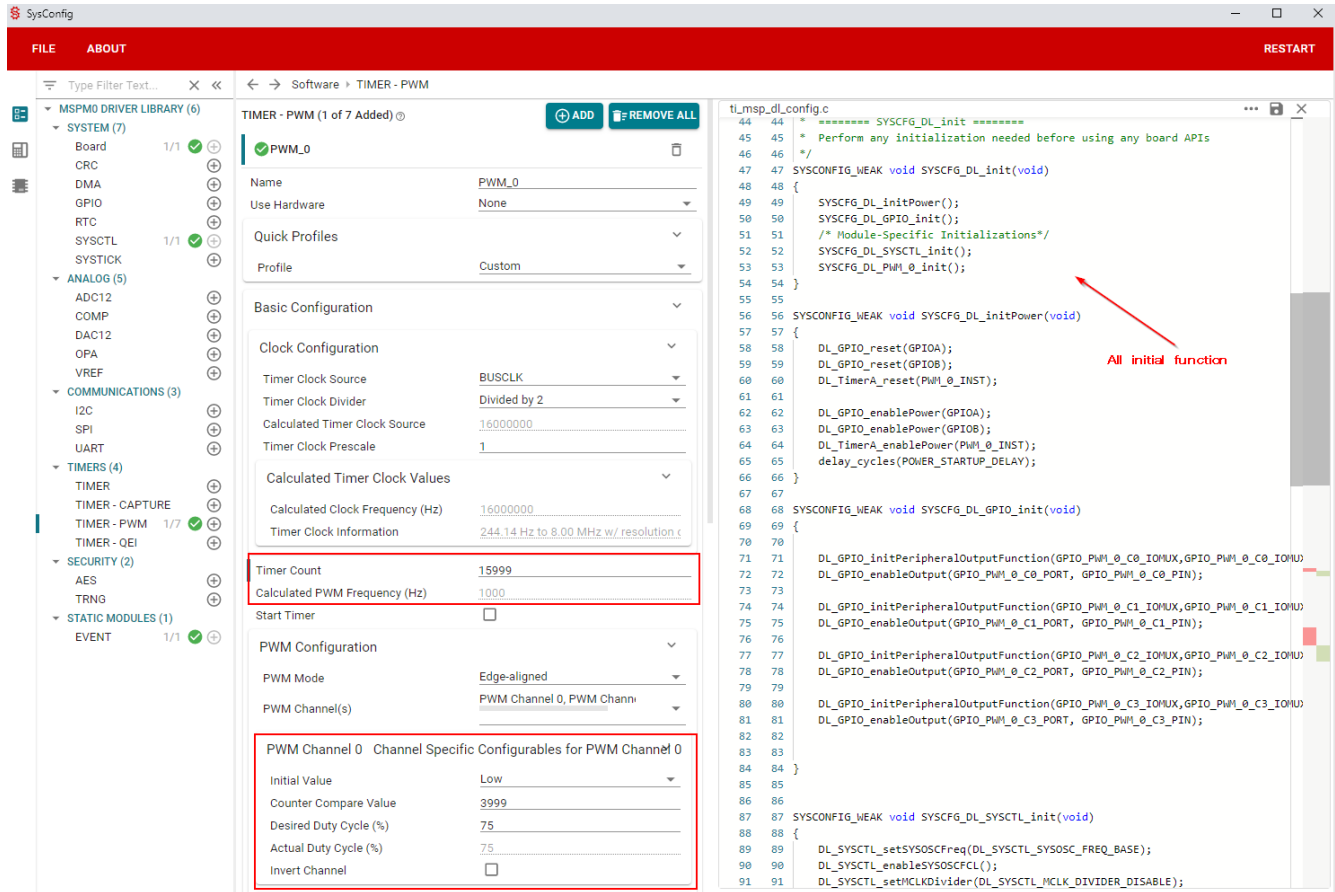 SysConfig
FILE ABOUT RESTART
Type Filter Text...
Software TIMER - PWM
MSPM0 DRIVER LIBRARY (6)
SYSTEM (7)
Board 1/1
CRC
DMA
GPIO
RTC
SYSCTL 1/1
SYSTICK
ANALOG (5)
ADC12
COMP
DAC12
OPA
VREF
COMMUNICATIONS (3)
I2C
SPI
UART
TIMERS (4)
TIMER
TIMER - CAPTURE
TIMER - PWM 1/7
TIMER - QEI
SECURITY (2)
AES
TRNG
STATIC MODULES (1)
EVENT 1/1
TIMER - PWM (1 of 7 Added)
ADD
REMOVE ALL
PWM_0
Name PWM_0
Use Hardware None
Quick Profiles
Profile Custom
Basic Configuration
Clock Configuration
Timer Clock Source BUSCLK
Timer Clock Divider Divided by 2
Calculated Timer Clock Source 16000000
Timer Clock Prescale 1
Calculated Timer Clock Values
Calculated Clock Frequency (Hz) 16000000
Timer Clock Information 244.14 Hz to 8.00 MHz w/ resolution
Timer Count 15999
Calculated PWM Frequency (Hz) 1000
Start Timer
PWM Configuration
PWM Mode Edge-aligned
PWM Channel(s) PWM Channel 0, PWM Chann
PWM Channel 0 Channel Specific Configurables for PWM Channel 0
Initial Value Low
Counter Compare Value 3999
Desired Duty Cycle (%) 75
Actual Duty Cycle (%) 75
Invert Channel
ti_msp_dl_config.c
44 44 * ======== SYSCFG_DL_init ========
45 45 * Perform any initialization needed before using any board APIs
46 46 */
47 47 SYSCONFIG_WEAK void SYSCFG_DL_init(void)
48 48 {
49 49 SYSCFG_DL_initPower();
50 50 SYSCFG_DL_GPIO_init();
51 51 /* Module-Specific Initializations*/
52 52 SYSCFG_DL_SYSCTL_init();
53 53 SYSCFG_DL_PWM_0_init();
54 54 }
55 55
56 56 SYSCONFIG_WEAK void SYSCFG_DL_initPower(void)
57 57 {
58 58 DL_GPIO_reset(GPIOA);
59 59 DL_GPIO_reset(GPIOB);
60 60 DL_TimerA_reset(PWM_0_INST);
61 61
62 62 DL_GPIO_enablePower(GPIOA);
63 63 DL_GPIO_enablePower(GPIOB);
64 64 DL_TimerA_enablePower(PWM_0_INST);
65 65 delay_cycles(POWER_STARTUP_DELAY);
66 66 }
67 67
68 68 SYSCONFIG_WEAK void SYSCFG_DL_GPIO_init(void)
69 69 {
70 70
71 71 DL_GPIO_initPeripheralOutputFunction(GPIO_PWM_0_C0_IOMUX,GPIO_PWM_0_C0_IOMUX
72 72 DL_GPIO_enableOutput(GPIO_PWM_0_C0_PORT, GPIO_PWM_0_C0_PIN);
73 73
74 74 DL_GPIO_initPeripheralOutputFunction(GPIO_PWM_0_C1_IOMUX,GPIO_PWM_0_C1_IOMUX
75 75 DL_GPIO_enableOutput(GPIO_PWM_0_C1_PORT, GPIO_PWM_0_C1_PIN);
76 76
77 77 DL_GPIO_initPeripheralOutputFunction(GPIO_PWM_0_C2_IOMUX,GPIO_PWM_0_C2_IOMUX
78 78 DL_GPIO_enableOutput(GPIO_PWM_0_C2_PORT, GPIO_PWM_0_C2_PIN);
79 79
80 80 DL_GPIO_initPeripheralOutputFunction(GPIO_PWM_0_C3_IOMUX,GPIO_PWM_0_C3_IOMUX
81 81 DL_GPIO_enableOutput(GPIO_PWM_0_C3_PORT, GPIO_PWM_0_C3_PIN);
82 82
83 83
84 84 }
85 85
86 86
87 87 SYSCONFIG_WEAK void SYSCFG_DL_SYSCTL_init(void)
88 88 {
89 89 DL_SYSCTL_setSYSOSCFreq(DL_SYSCTL_SYSOSC_FREQ_BASE);
90 90 DL_SYSCTL_enableSYSOSCFCL();
91 91 DL_SYSCTL_setMCLKDivider(DL_SYSCTL_MCLK_DIVIDER_DISABLE);
All initial function